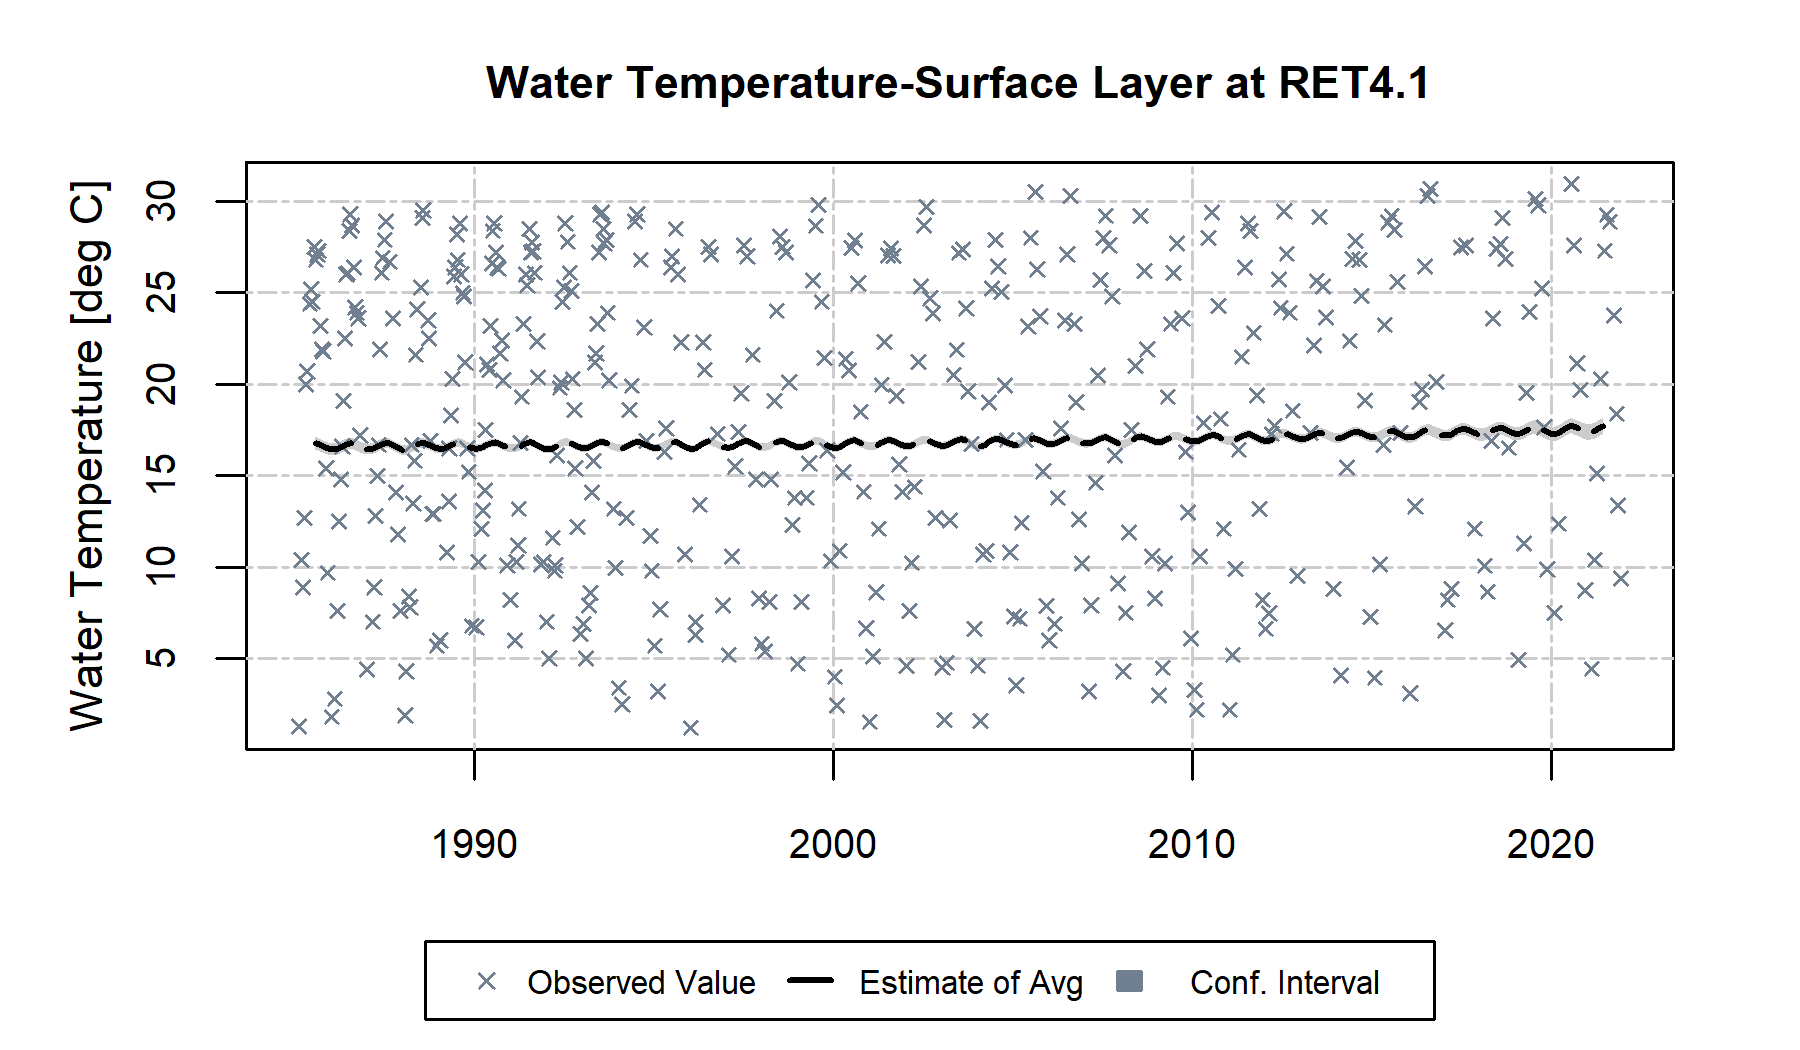 Water Temperature-Surface Layer at RET4.1
Water Temperature [deg C]
30
25
20
15
10
5
1990 2000 2010 2020
Observed Value Estimate of Avg Conf. Interval